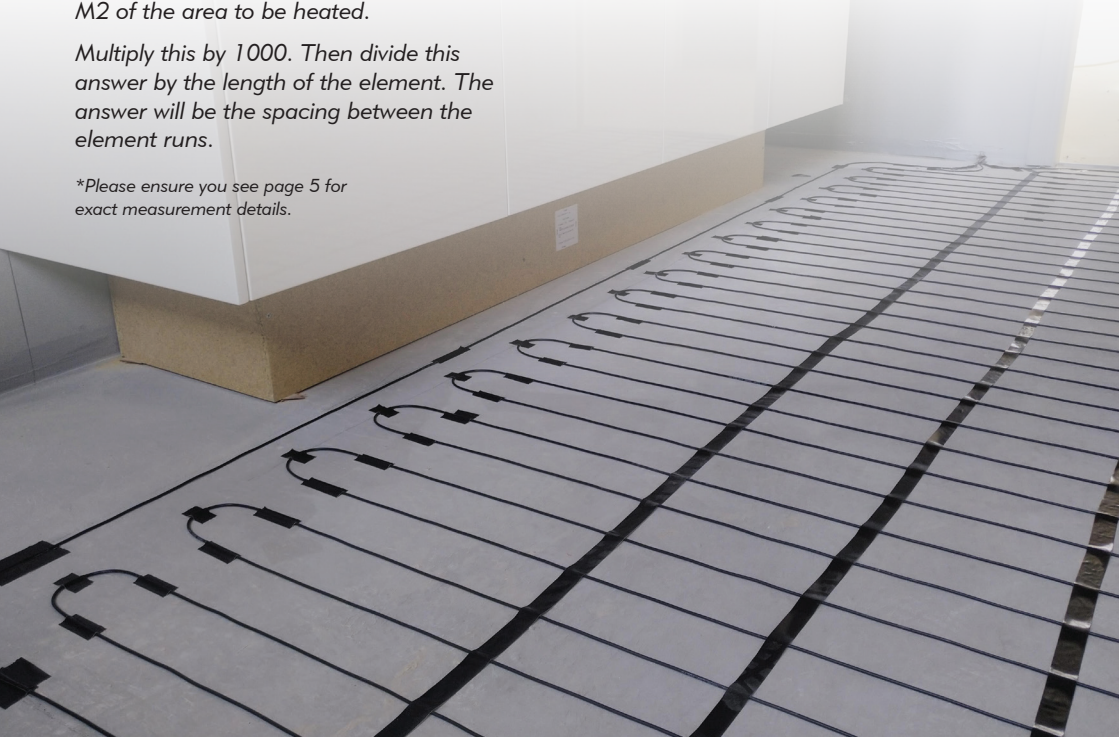 M2 of the area to be heated.
Multiply this by 1000. Then divide this
answer by the length of the element. The
answer will be the spacing between the
element runs.
*Please ensure you see page 5 for
exact measurement details.